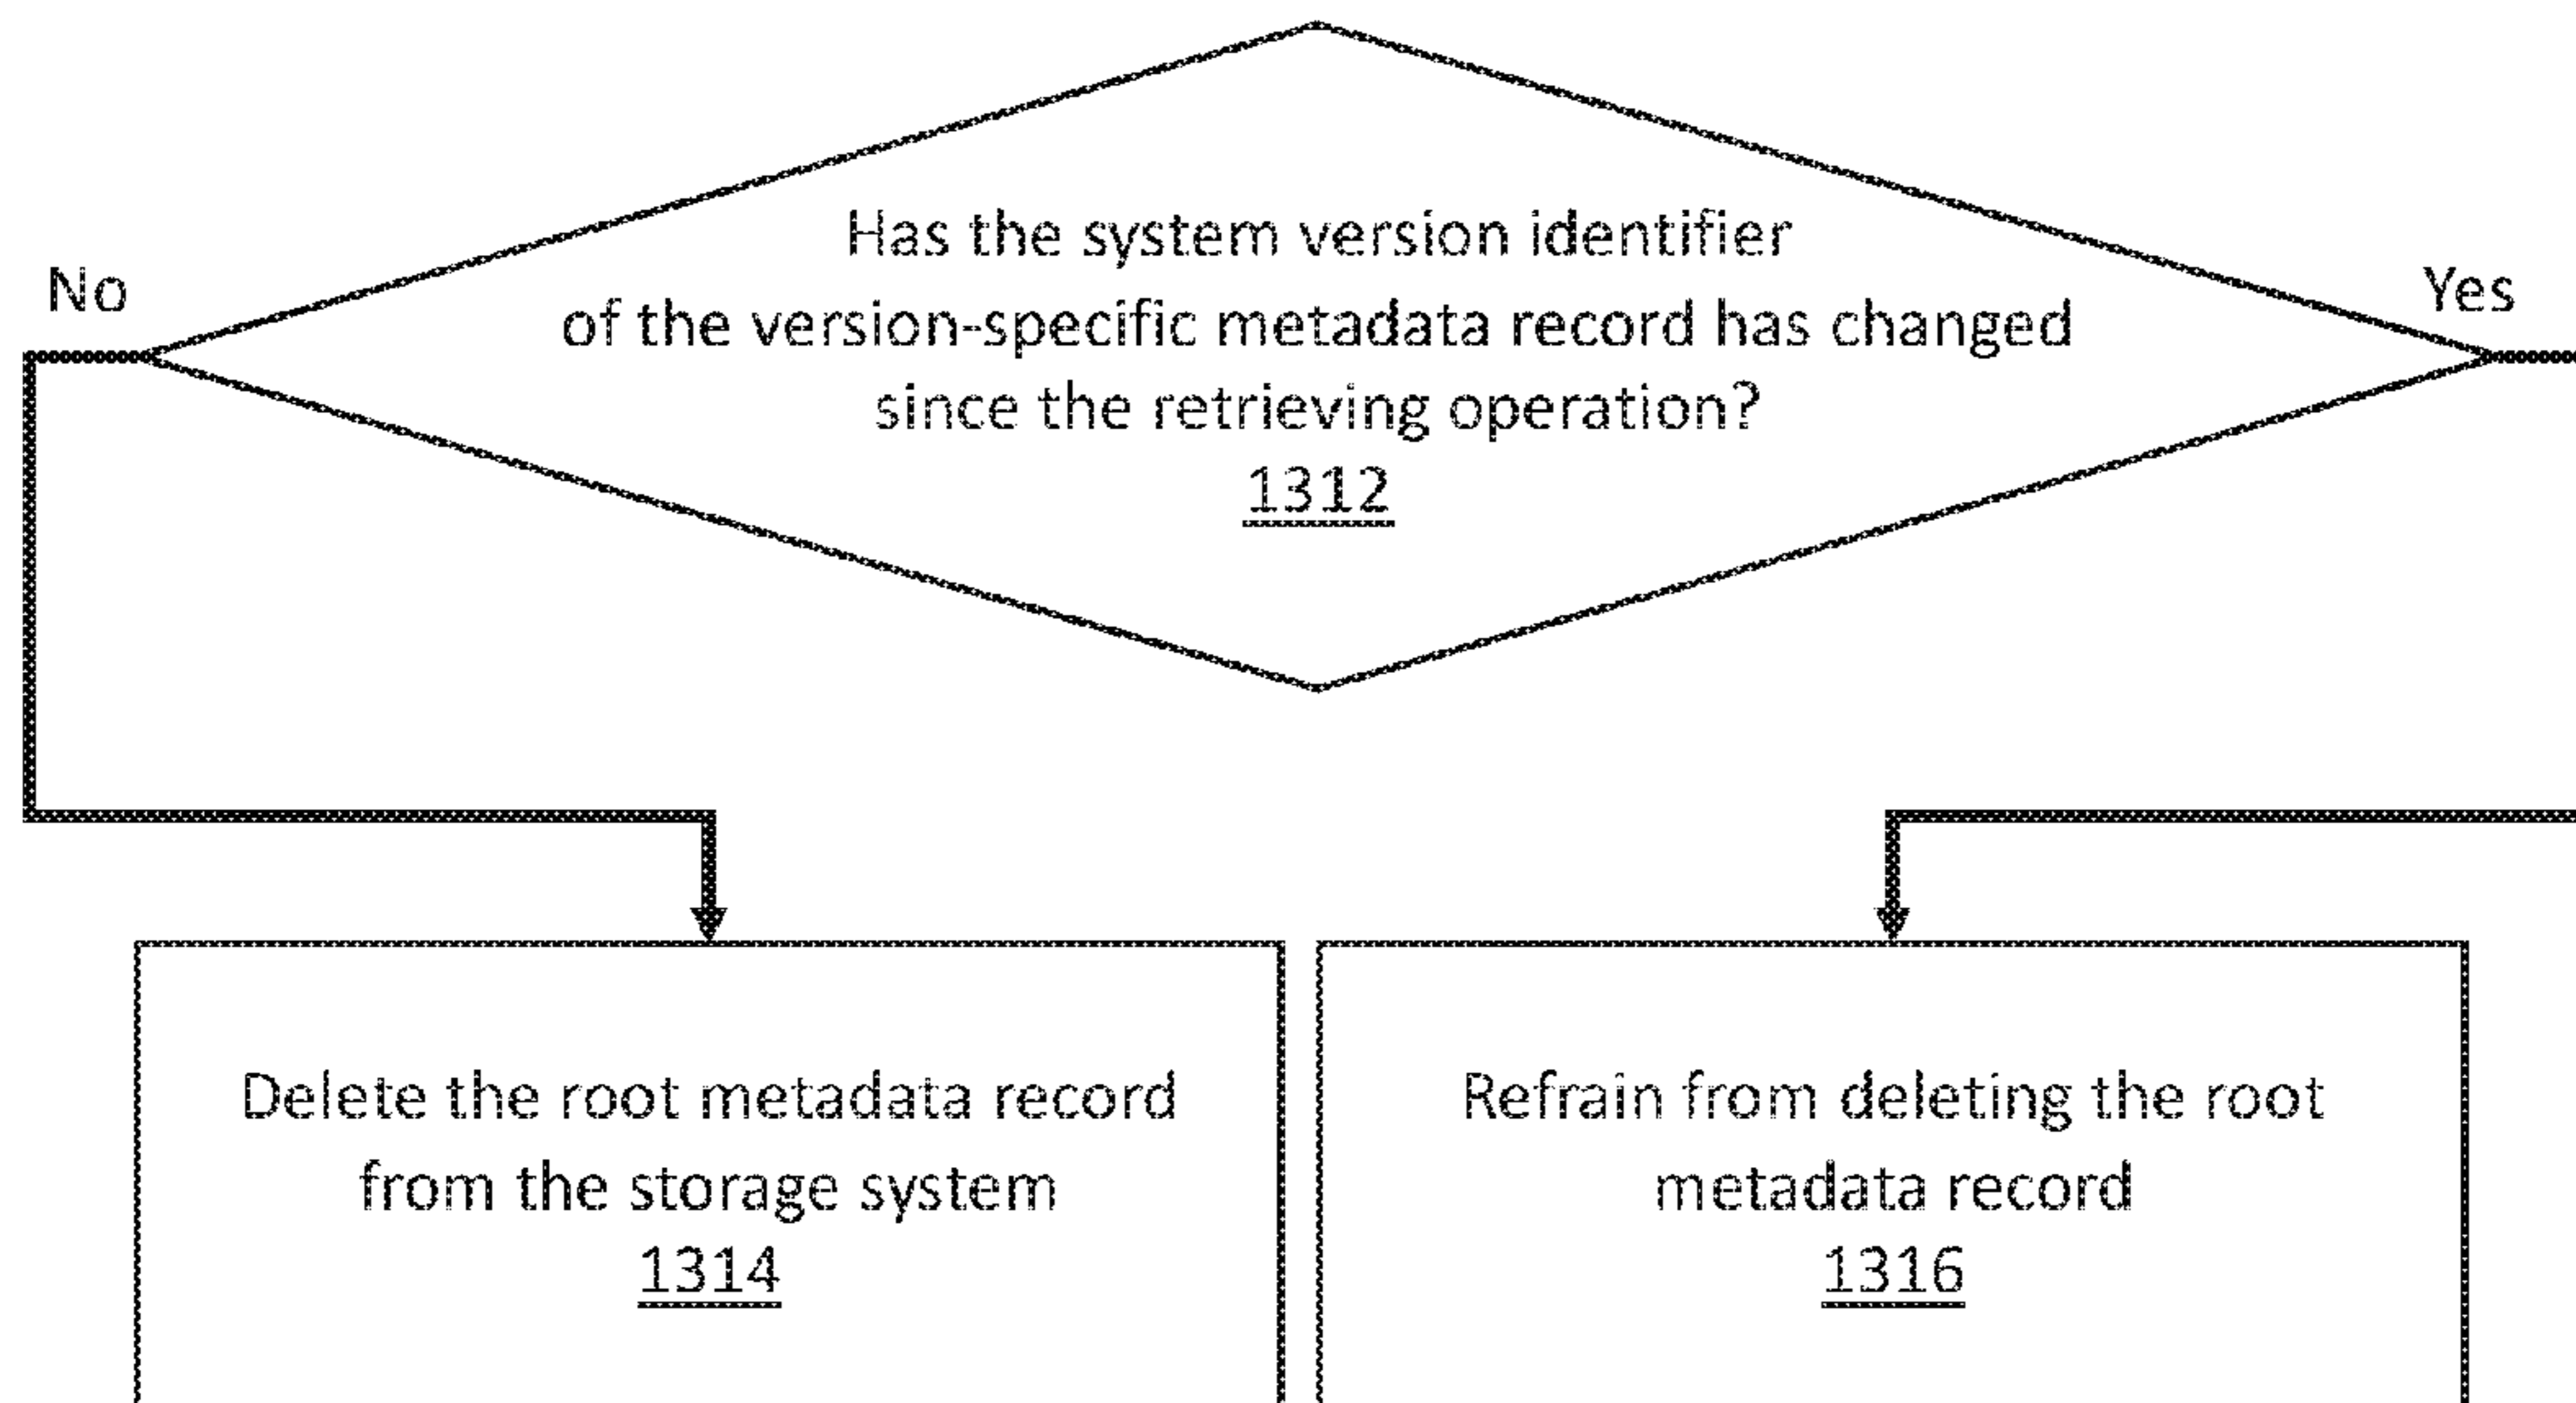 Has the system version identifier
No
Yes
of the version-specific metadata record has changed
since the retrieving operation?
1312
Delete the root metadata record
from the storage system
1314
Refrain from deleting the root
metadata record
1316